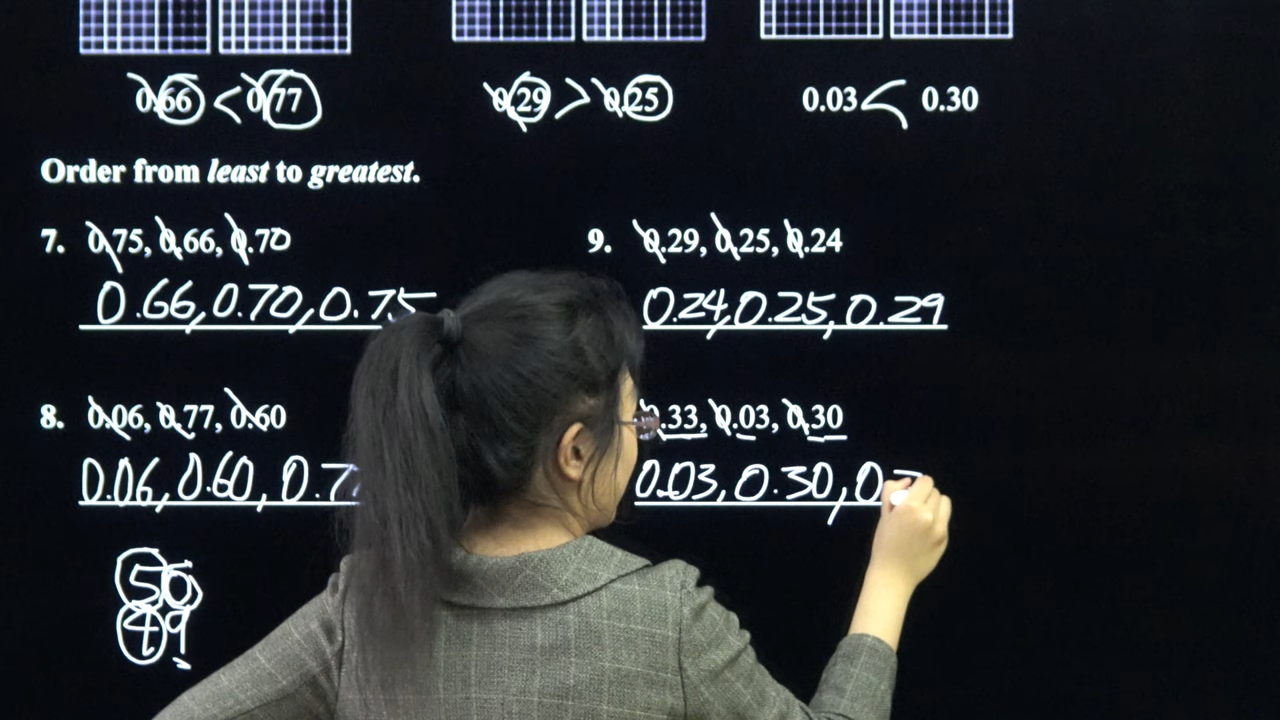 0.66 < 0.77 0.29 > 0.25 0.03 < 0.30
Order from least to greatest.
7. 0.75, 0.66, 0.70 9. 0.29, 0.25, 0.24
0.66, 0.70, 0.75 0.24, 0.25, 0.29
8. 0.06, 0.77, 0.60 0.33, 0.03, 0.30
0.06, 0.60, 0.7 0.03, 0.30, 0.
50
49